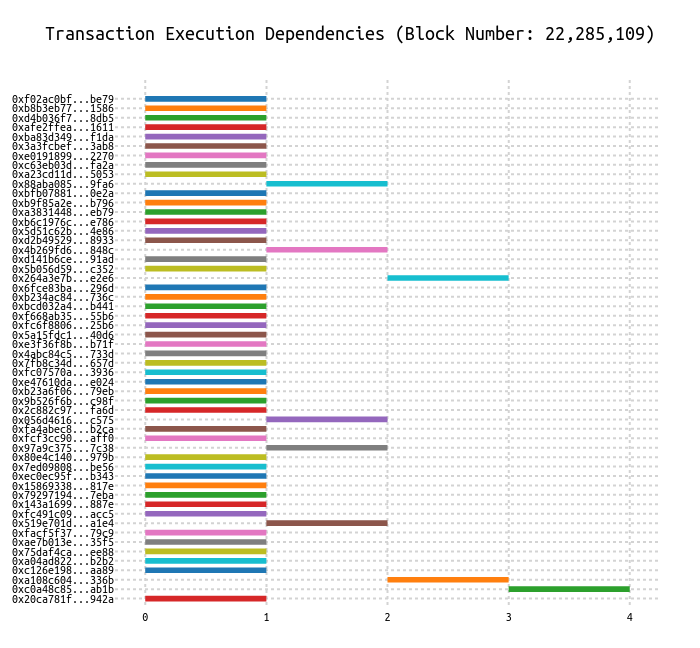 Transaction Execution Dependencies (Block Number: 22,285,109)
0xf02ac0bf...be79
0xb8b3eb77...1586
0xd4b036f7...8db5
0xafe2ffea...1611
0xba83d349...f1da
0x3a3fcbef...3ab8
0xe0191899...2270
0xc63eb03d...fa2a
0xa23cd11d...5053
0x88aba085...9fa6
0xbfb07881...0e2a
0xb9f85a2e...b796
0xa3831448...eb79
0xb6c1976c...e786
0x5d51c62b...4e86
0xd2b49529...8933
0x4b269fd6...848c
0xd141b6ce...91ad
0x5b056d59...c352
0x264a3e7b...e2e6
0x6fce83ba...296d
0xb234ac84...736c
0xbcd032a4...b441
0xf668ab35...55b6
0xfc6f8806...25b6
0x5a15fdc1...40d6
0xe3f36f8b...b71f
0x4abc84c5...733d
0x7fb8c34d...657d
0xfc07570a...3936
0xe47610da...e024
0xb23a6f06...79eb
0x9b526f6b...c98f
0x2c882c97...fa6d
0x056d4616...c575
0xfa4abec8...b2ca
0xfcf3cc90...aff0
0x97a9c375...7c38
0x80e4c140...979b
0x7ed09808...be56
0xec0ec95f...b343
0x15869338...817e
0x79297194...7eba
0x143a1699...887e
0xfc491c09...acc5
0x519e701d...a1e4
0xfacf5f37...79c9
0xae7b013e...35f5
0x75daf4ca...ee88
0xa04ad822...b2b2
0xc126e198...aa89
0xa108c604...336b
0xc0a48c85...ab1b
0x20ca781f...942a
0 1 2 3 4